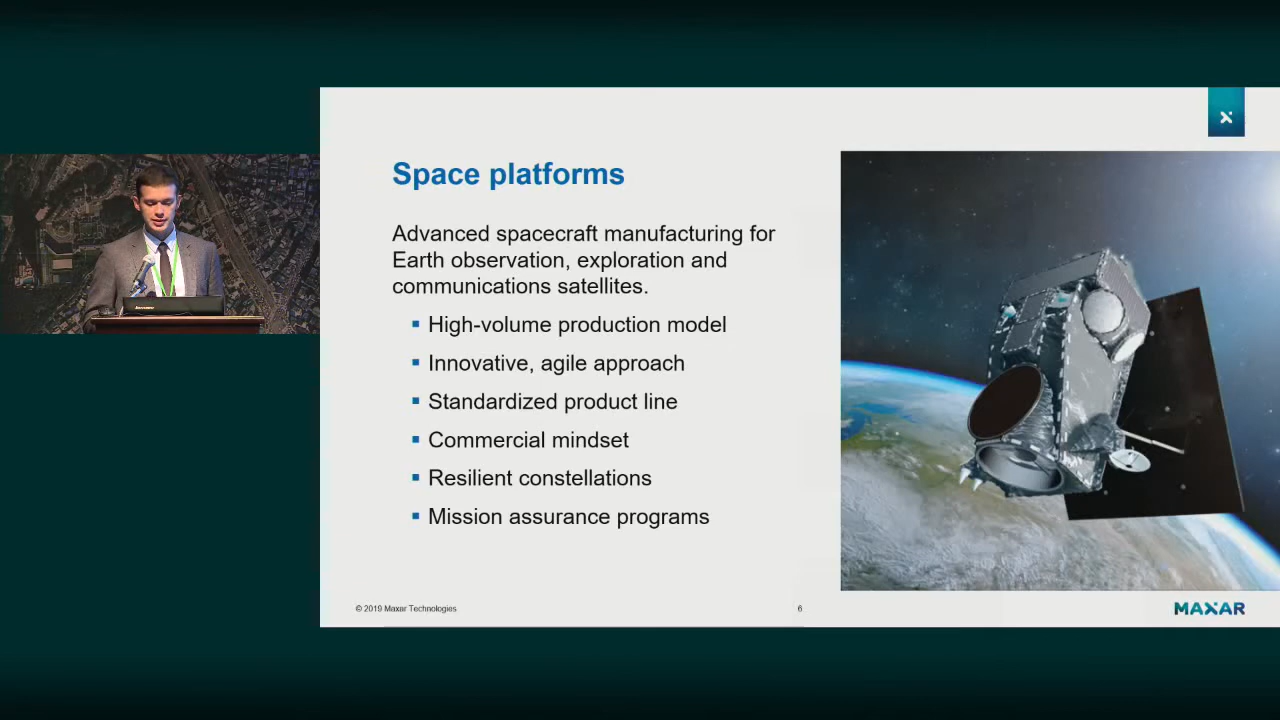 Space platforms
Advanced spacecraft manufacturing for
Earth observation, exploration and
communications satellites.
▪ High-volume production model
▪ Innovative, agile approach
▪ Standardized product line
▪ Commercial mindset
▪ Resilient constellations
▪ Mission assurance programs
© 2019 Maxar Technologies
6
MAXAR